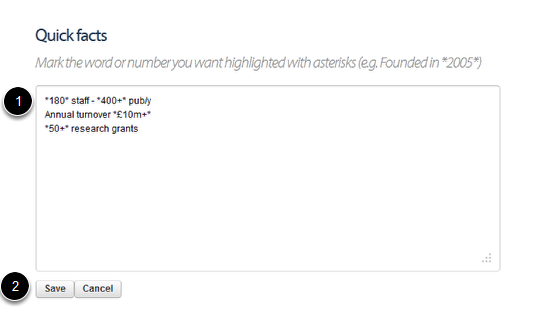 Quick facts
Mark the word or number you want highlighted with asterisks (e.g. Founded in *2005*)
1
*180* staff - *400+* pub/y
Annual turnover *£10m+*
*50+* research grants
2
Save Cancel